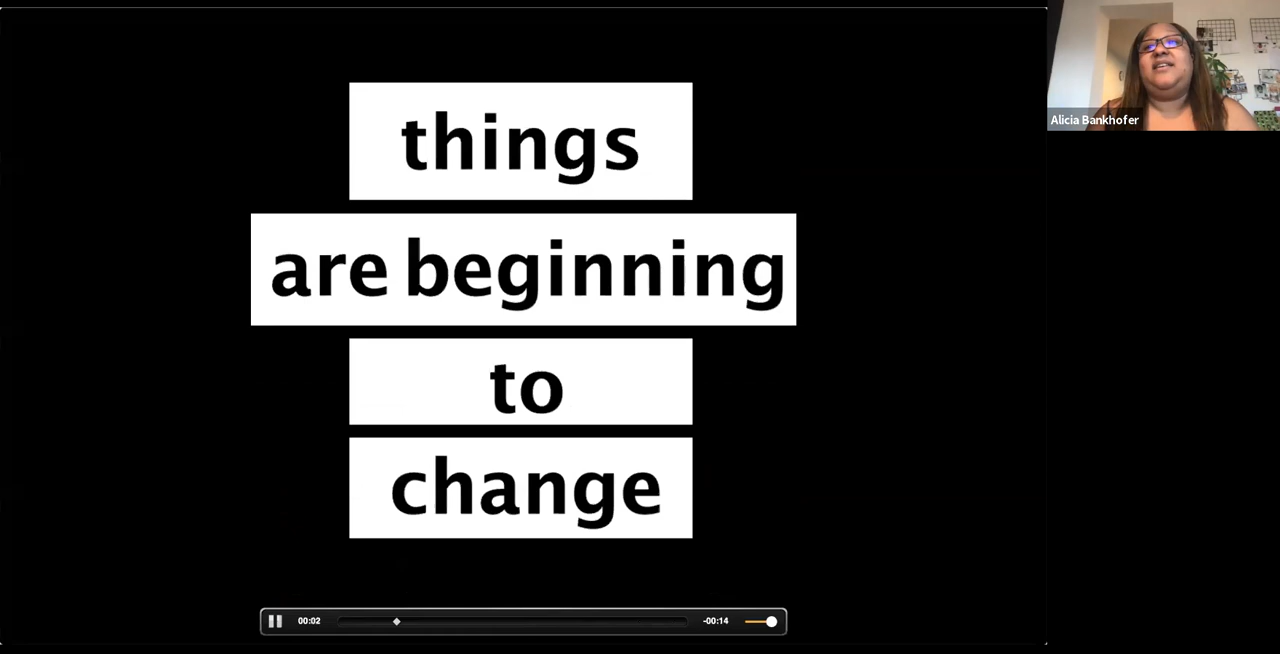 things
are beginning
to
change
00:02
-00:14
Alicia Bankhofer